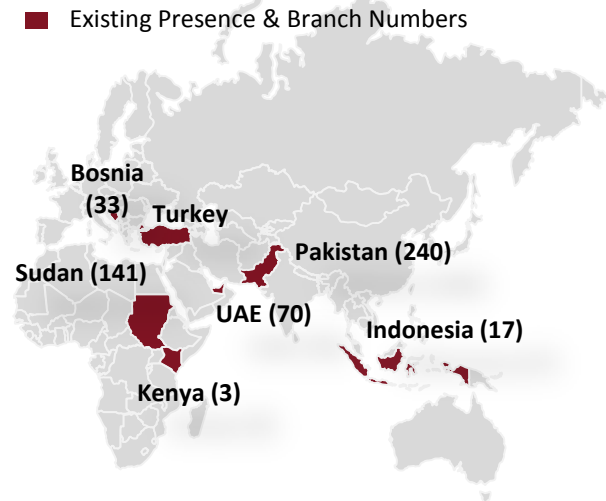 Existing Presence & Branch Numbers
Bosnia
(33)
Turkey
Pakistan (240)
Sudan (141)
UAE (70)
Indonesia (17)
Kenya (3)